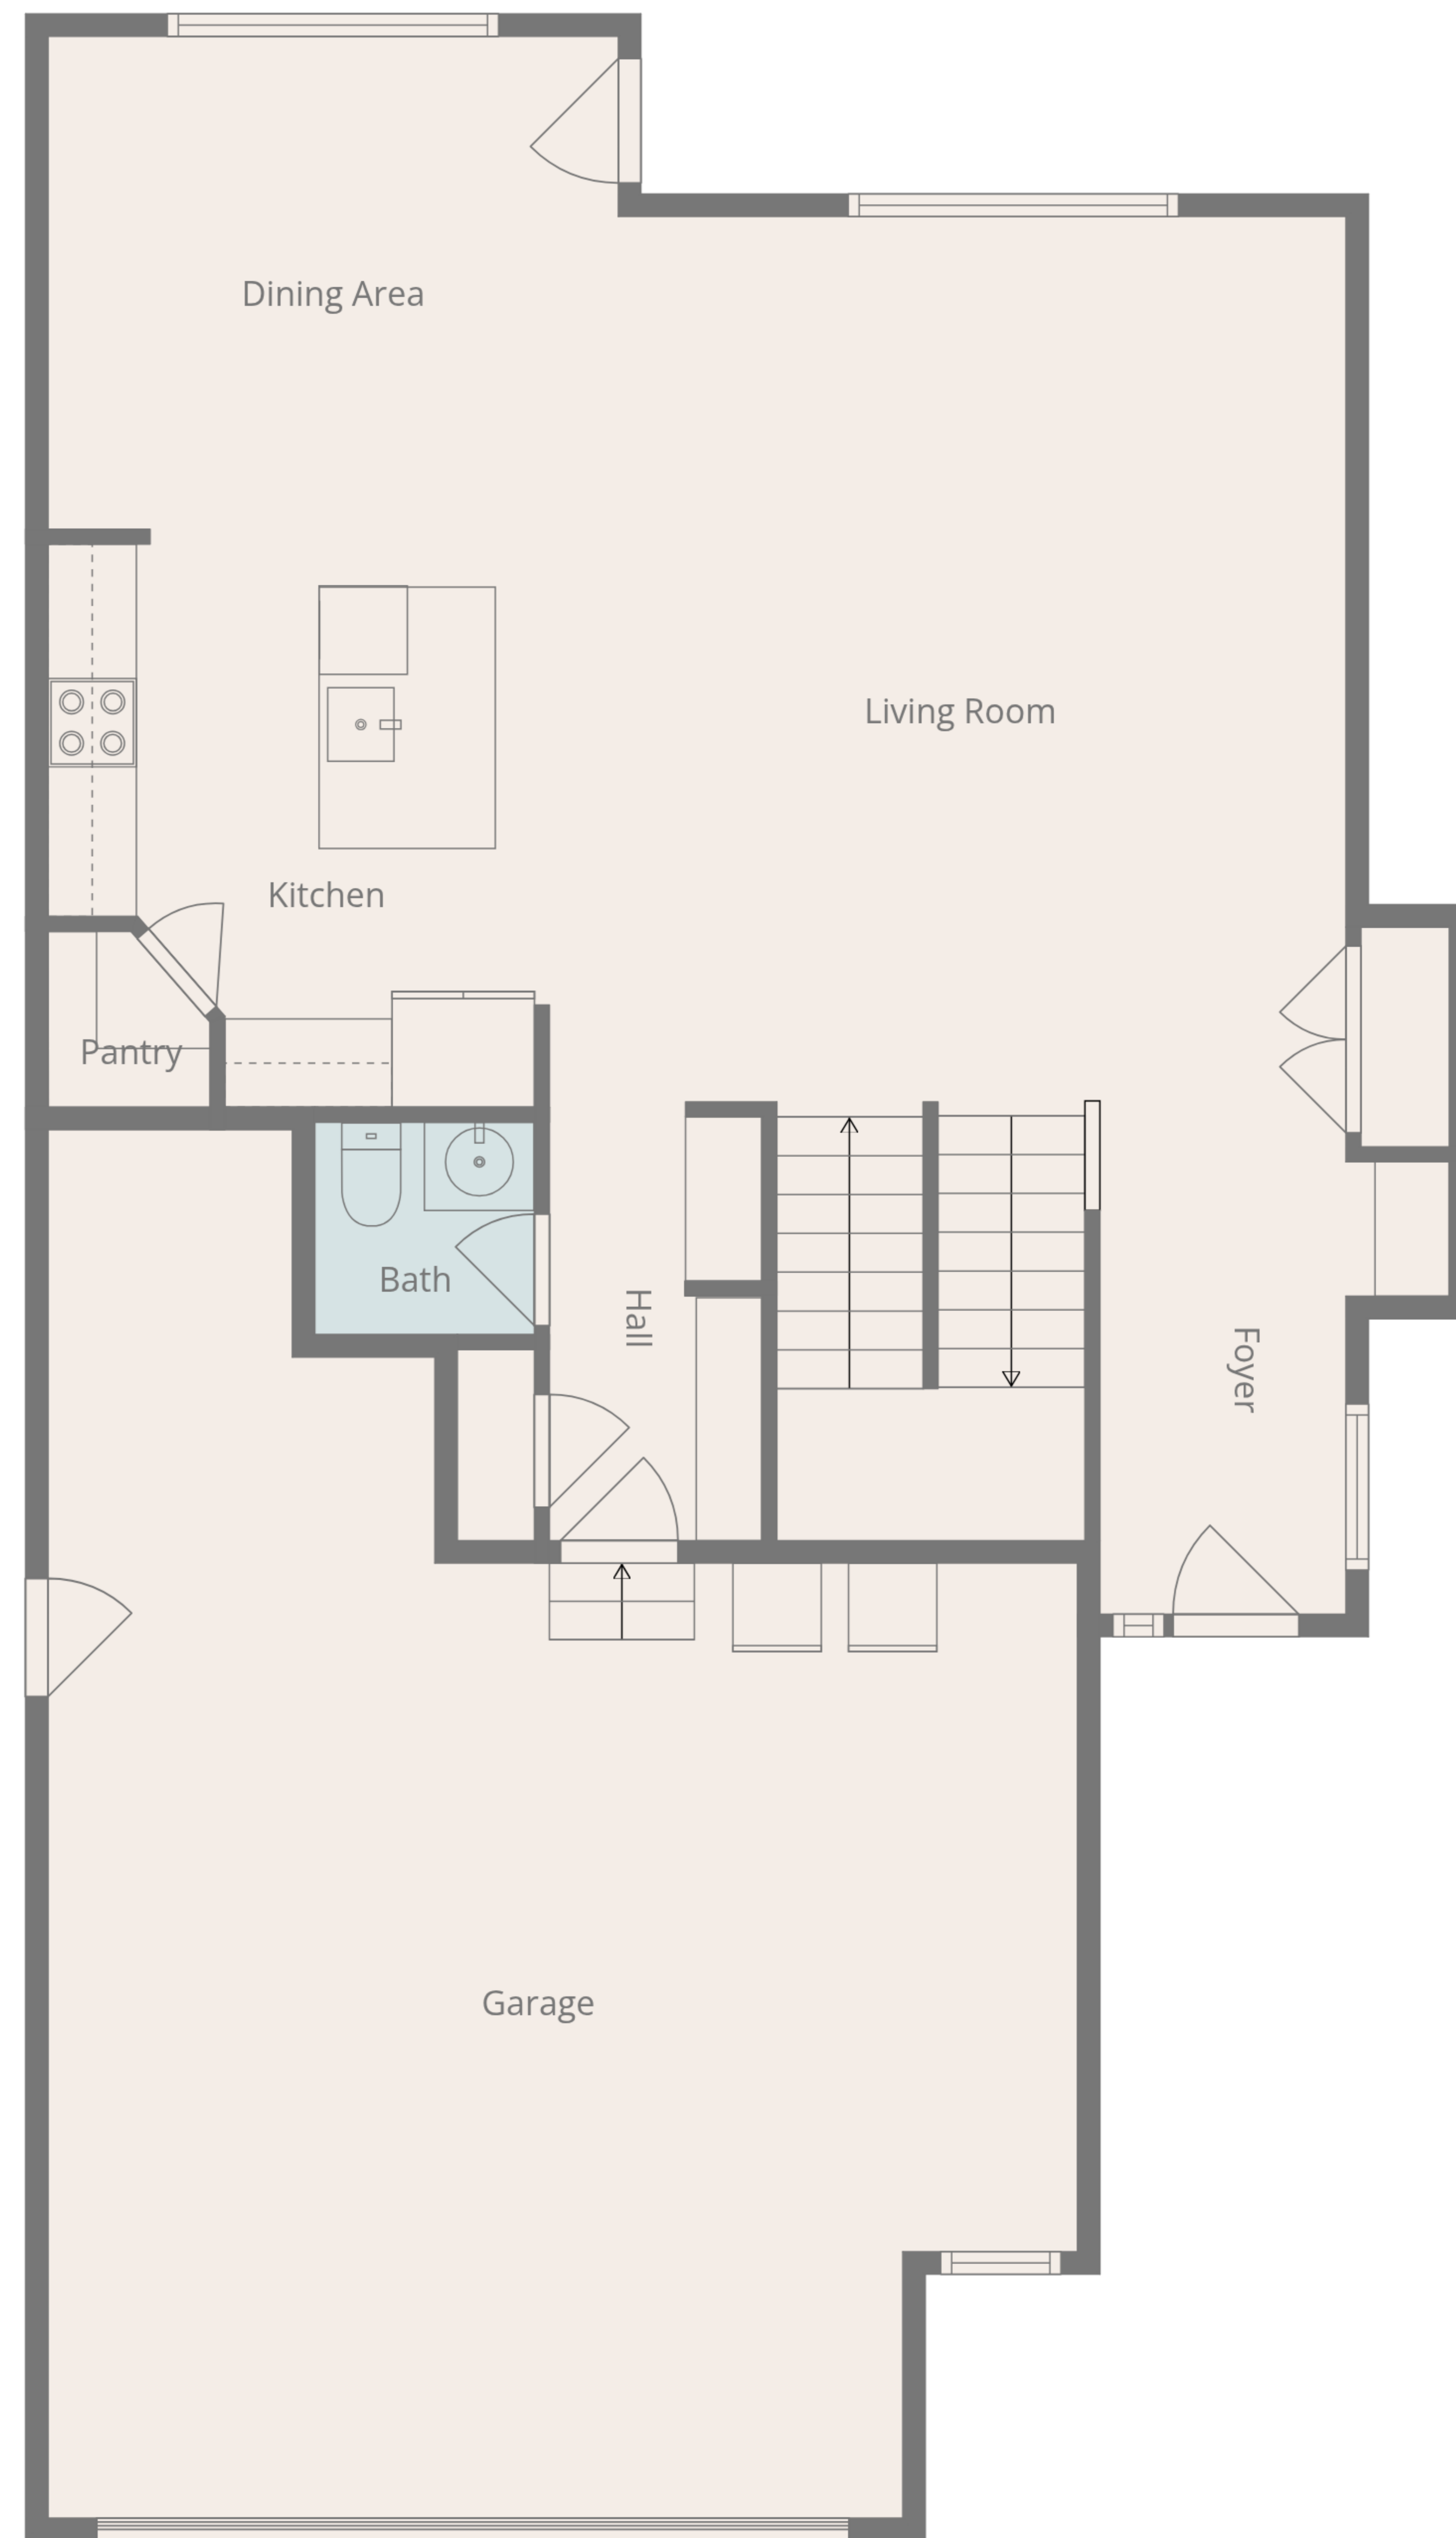 Dining Area
Living Room
Kitchen
Pantry
Bath
Hall
Foyer
Garage